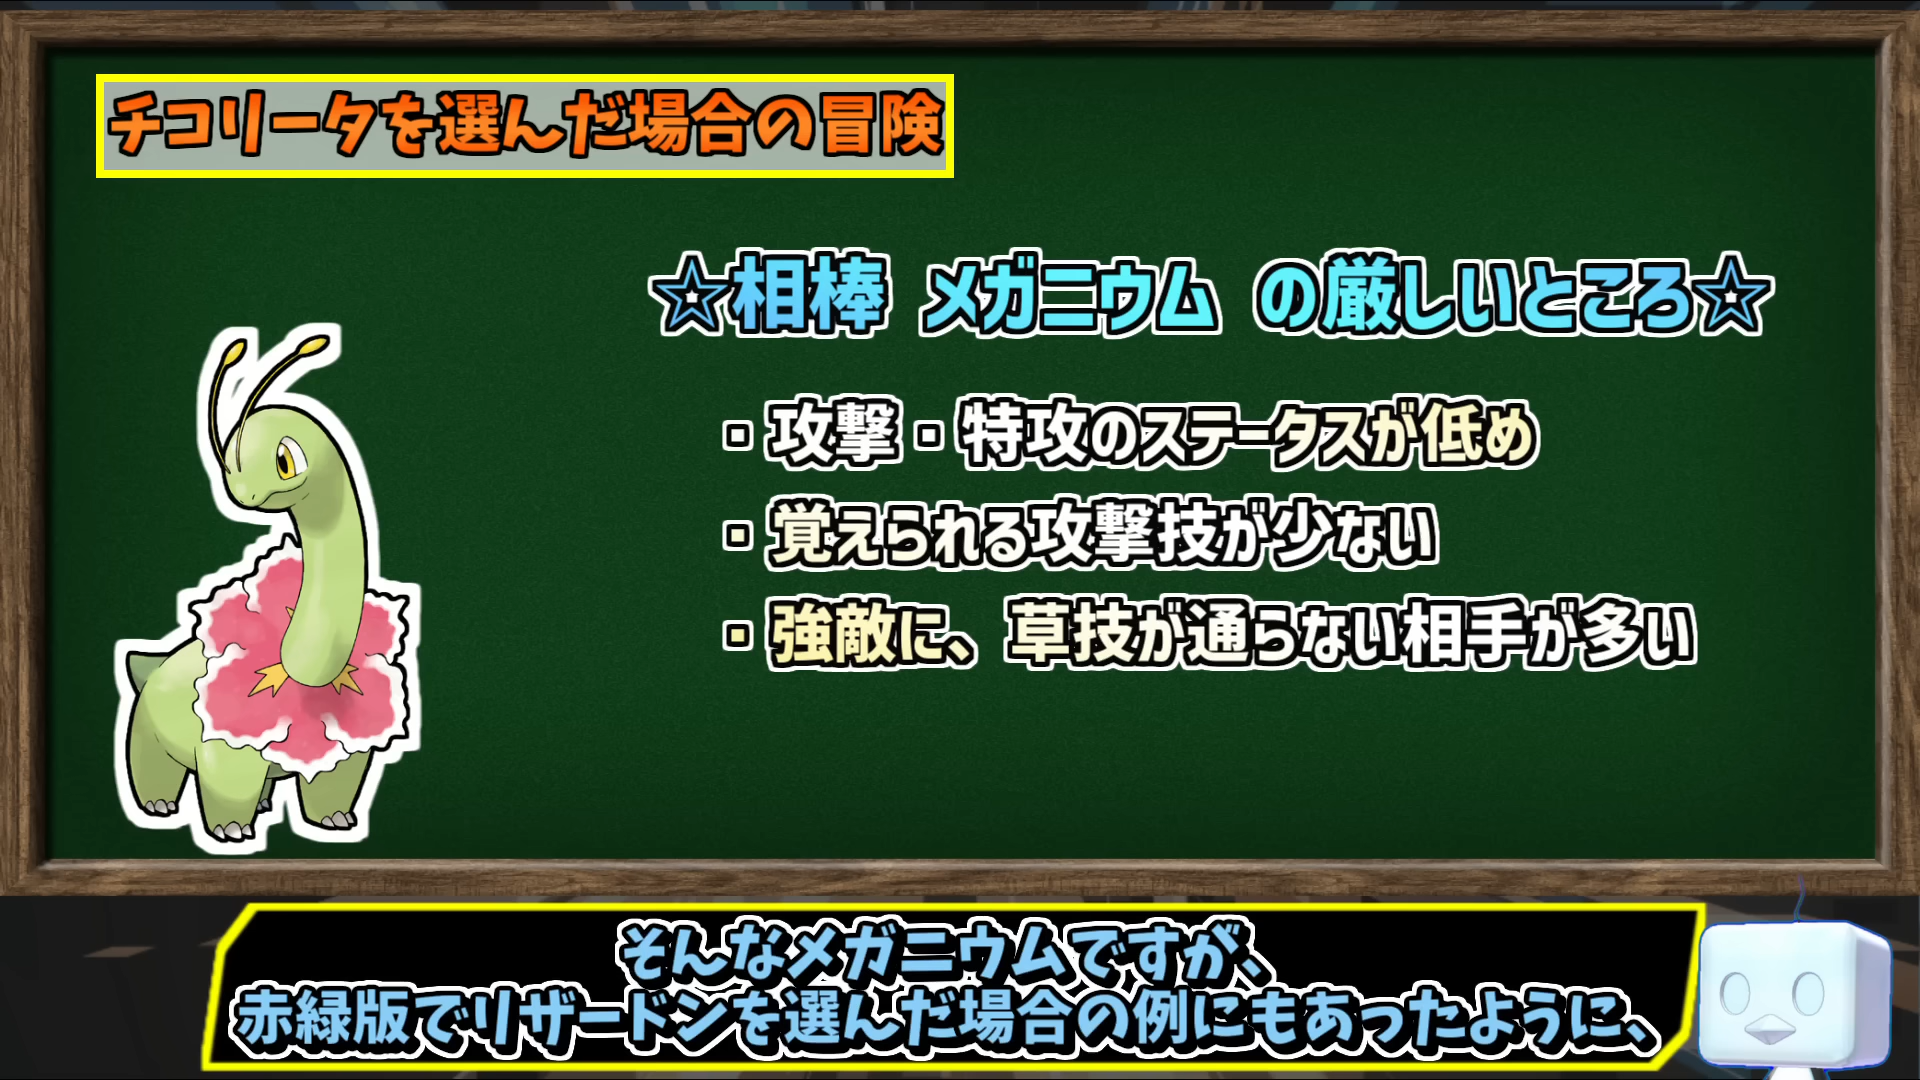 チコリータを選んだ場合の冒険
☆相棒 メガニウム の厳しいところ☆
・攻撃・特攻のステータスが低め
・覚えられる攻撃技が少ない
・強敵に、草技が通らない相手が多い
そんなメガニウムですが、
赤緑版でリザードンを選んだ場合の例にもあったように、